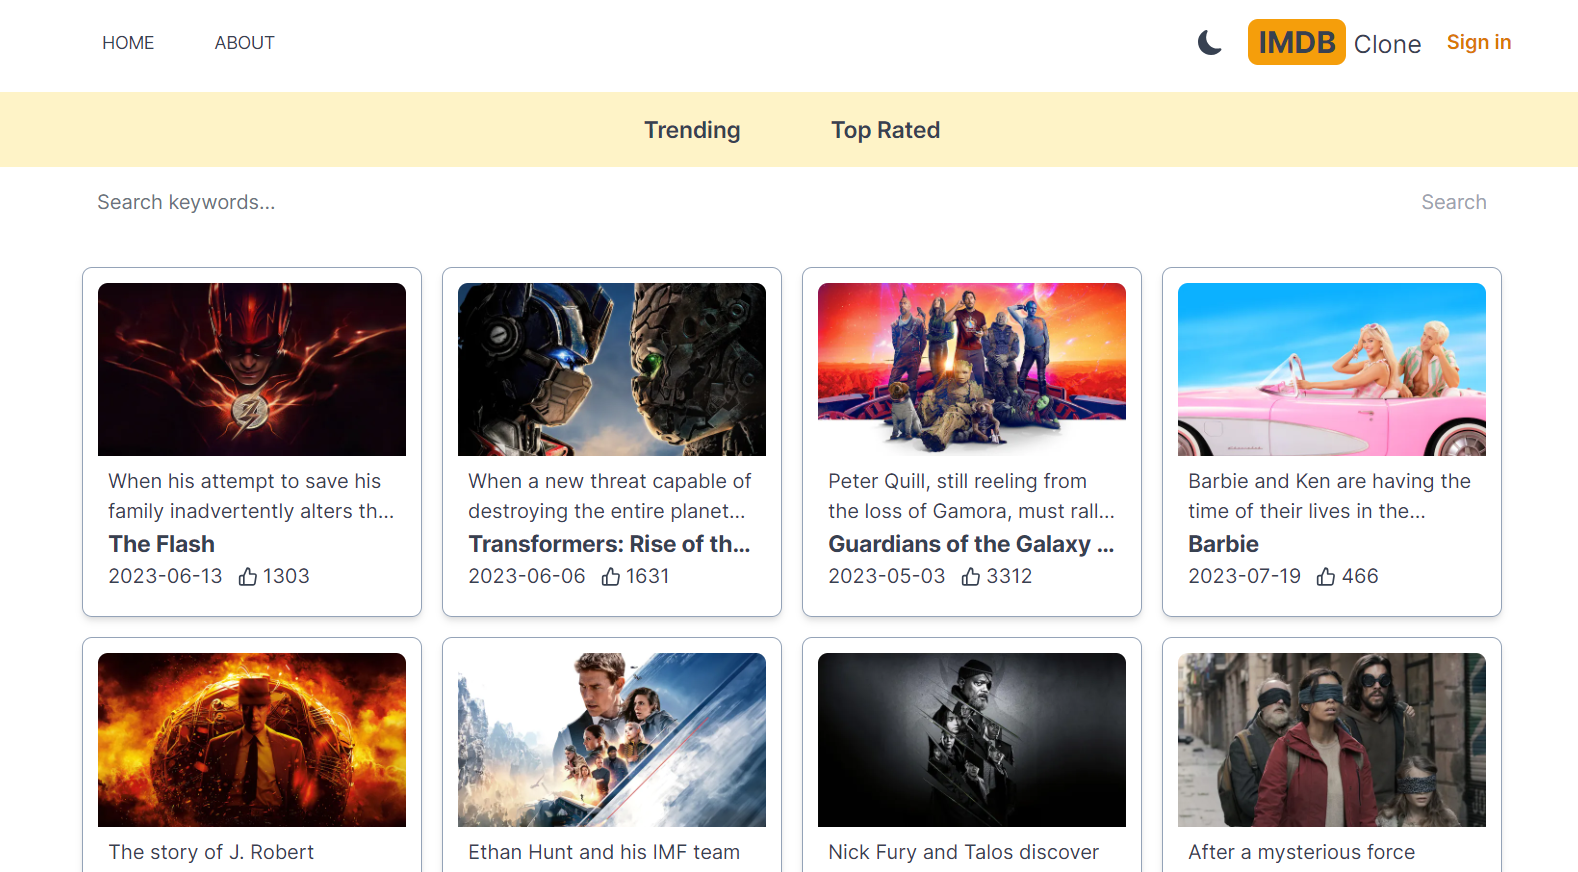 HOME ABOUT IMDB Clone Sign in
Trending Top Rated
Search keywords... Search
When his attempt to save his
family inadvertently alters th...
The Flash
2023-06-13 1303
When a new threat capable of
destroying the entire planet...
Transformers: Rise of th...
2023-06-06 1631
Peter Quill, still reeling from
the loss of Gamora, must rall...
Guardians of the Galaxy ...
2023-05-03 3312
Barbie and Ken are having the
time of their lives in the...
Barbie
2023-07-19 466
The story of J. Robert
Ethan Hunt and his IMF team
Nick Fury and Talos discover
After a mysterious force